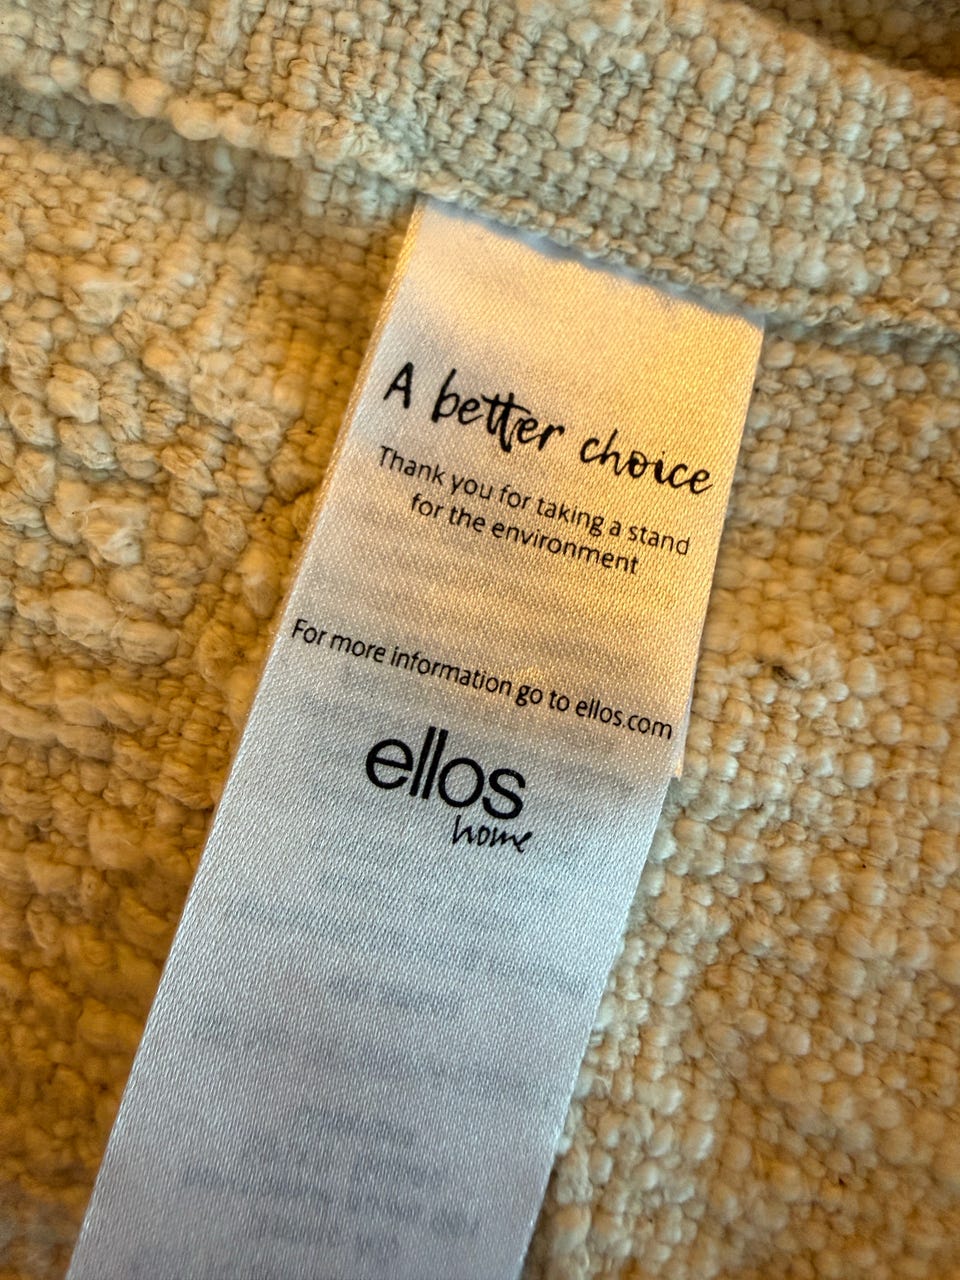 A better choice
Thank you for taking a stand
for the environment
For more information go to ellos.com
ellos
home